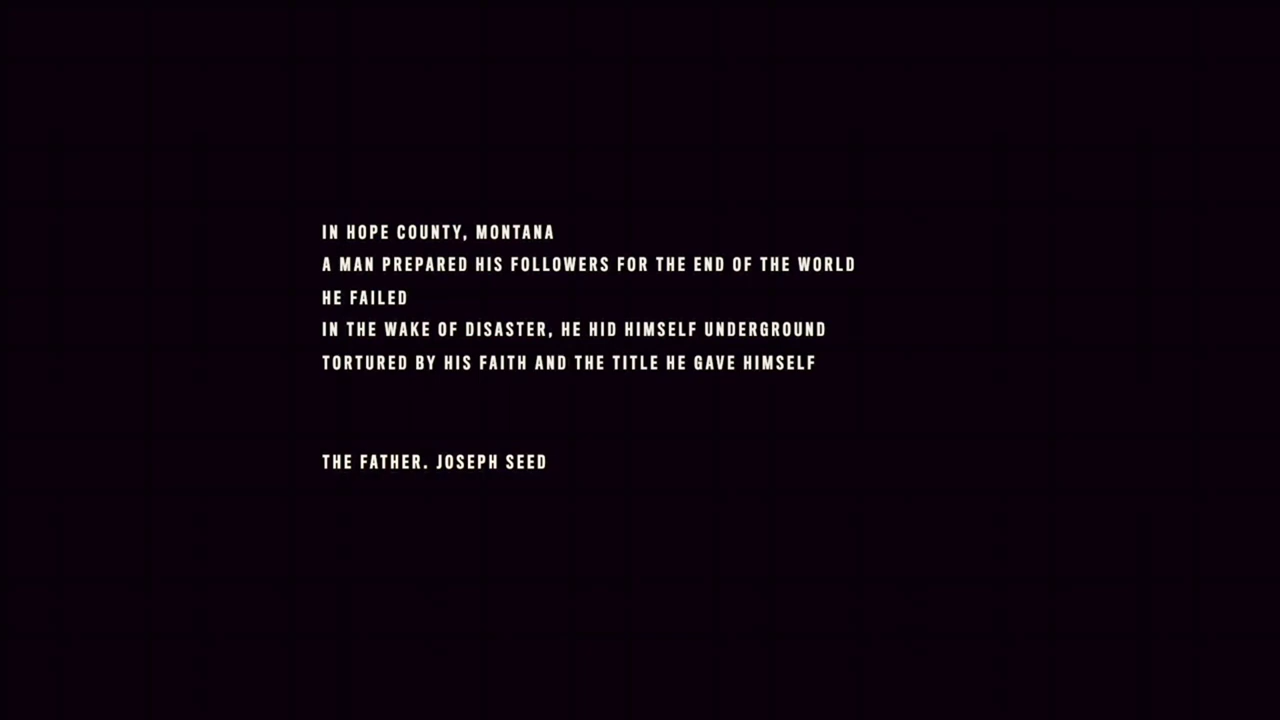 IN HOPE COUNTY, MONTANA
A MAN PREPARED HIS FOLLOWERS FOR THE END OF THE WORLD
HE FAILED
IN THE WAKE OF DISASTER, HE HID HIMSELF UNDERGROUND
TORTURED BY HIS FAITH AND THE TITLE HE GAVE HIMSELF
THE FATHER. JOSEPH SEED